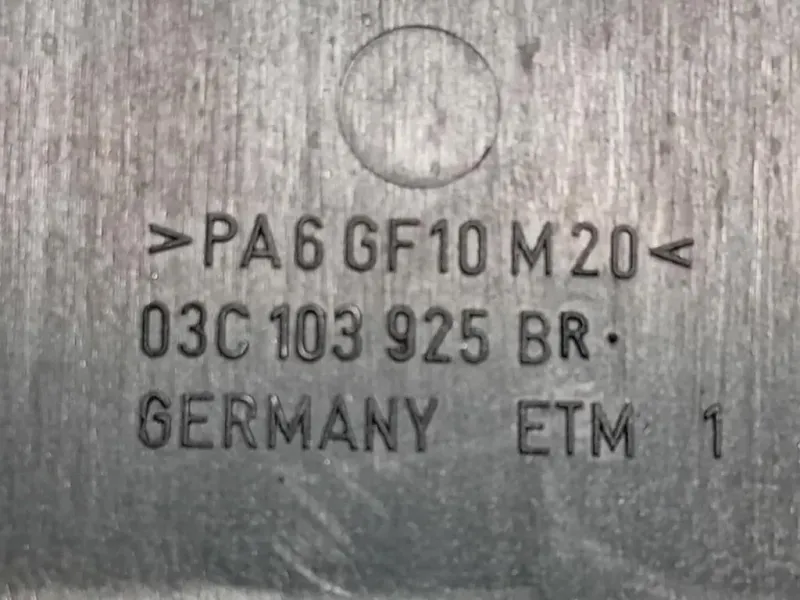 >PA6 GF10 M20<
03C 103 925 BR.
GERMANY ETM 1